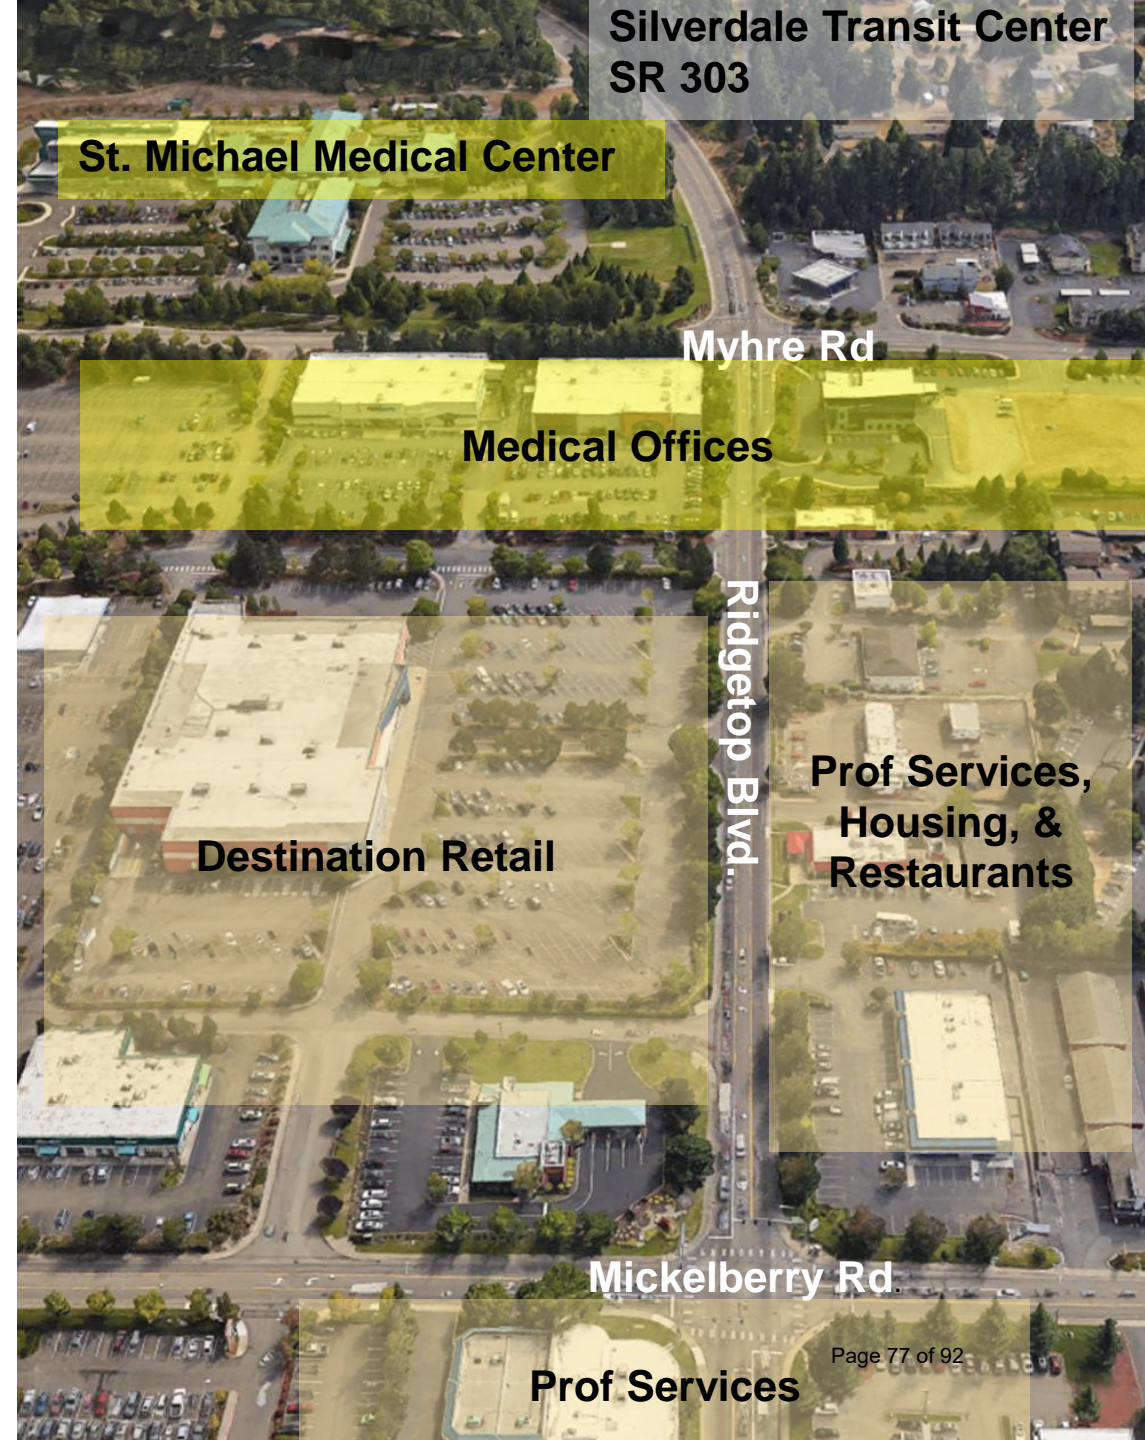 Silverdale Transit Center
SR 303
St. Michael Medical Center
Myhre Rd
Medical Offices
Ridgetop Blvd.
Prof Services,
Housing, &
Restaurants
Destination Retail
Mickelberry Rd.
Page 77 of 92
Prof Services